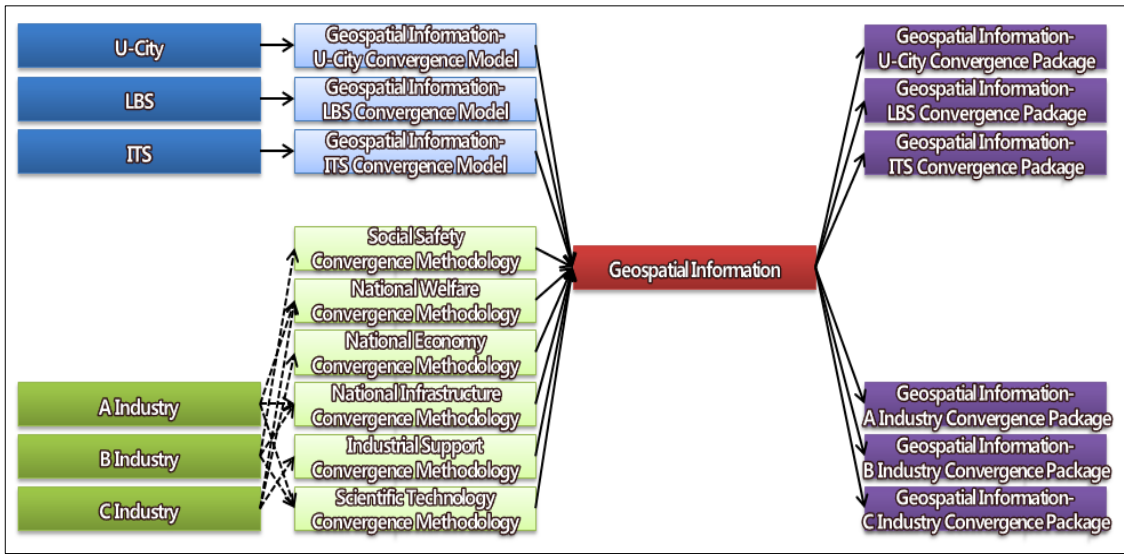 U-City
Geospatial Information-
U-City Convergence Model
LBS
Geospatial Information-
LBS Convergence Model
ITS
Geospatial Information-
ITS Convergence Model
Social Safety
Convergence Methodology
National Welfare
Convergence Methodology
National Economy
Convergence Methodology
A Industry
National Infrastructure
Convergence Methodology
B Industry
Industrial Support
Convergence Methodology
C Industry
Scientific Technology
Convergence Methodology
Geospatial Information
Geospatial Information-
U-City Convergence Package
Geospatial Information-
LBS Convergence Package
Geospatial Information-
ITS Convergence Package
Geospatial Information-
A Industry Convergence Package
Geospatial Information-
B Industry Convergence Package
Geospatial Information-
C Industry Convergence Package